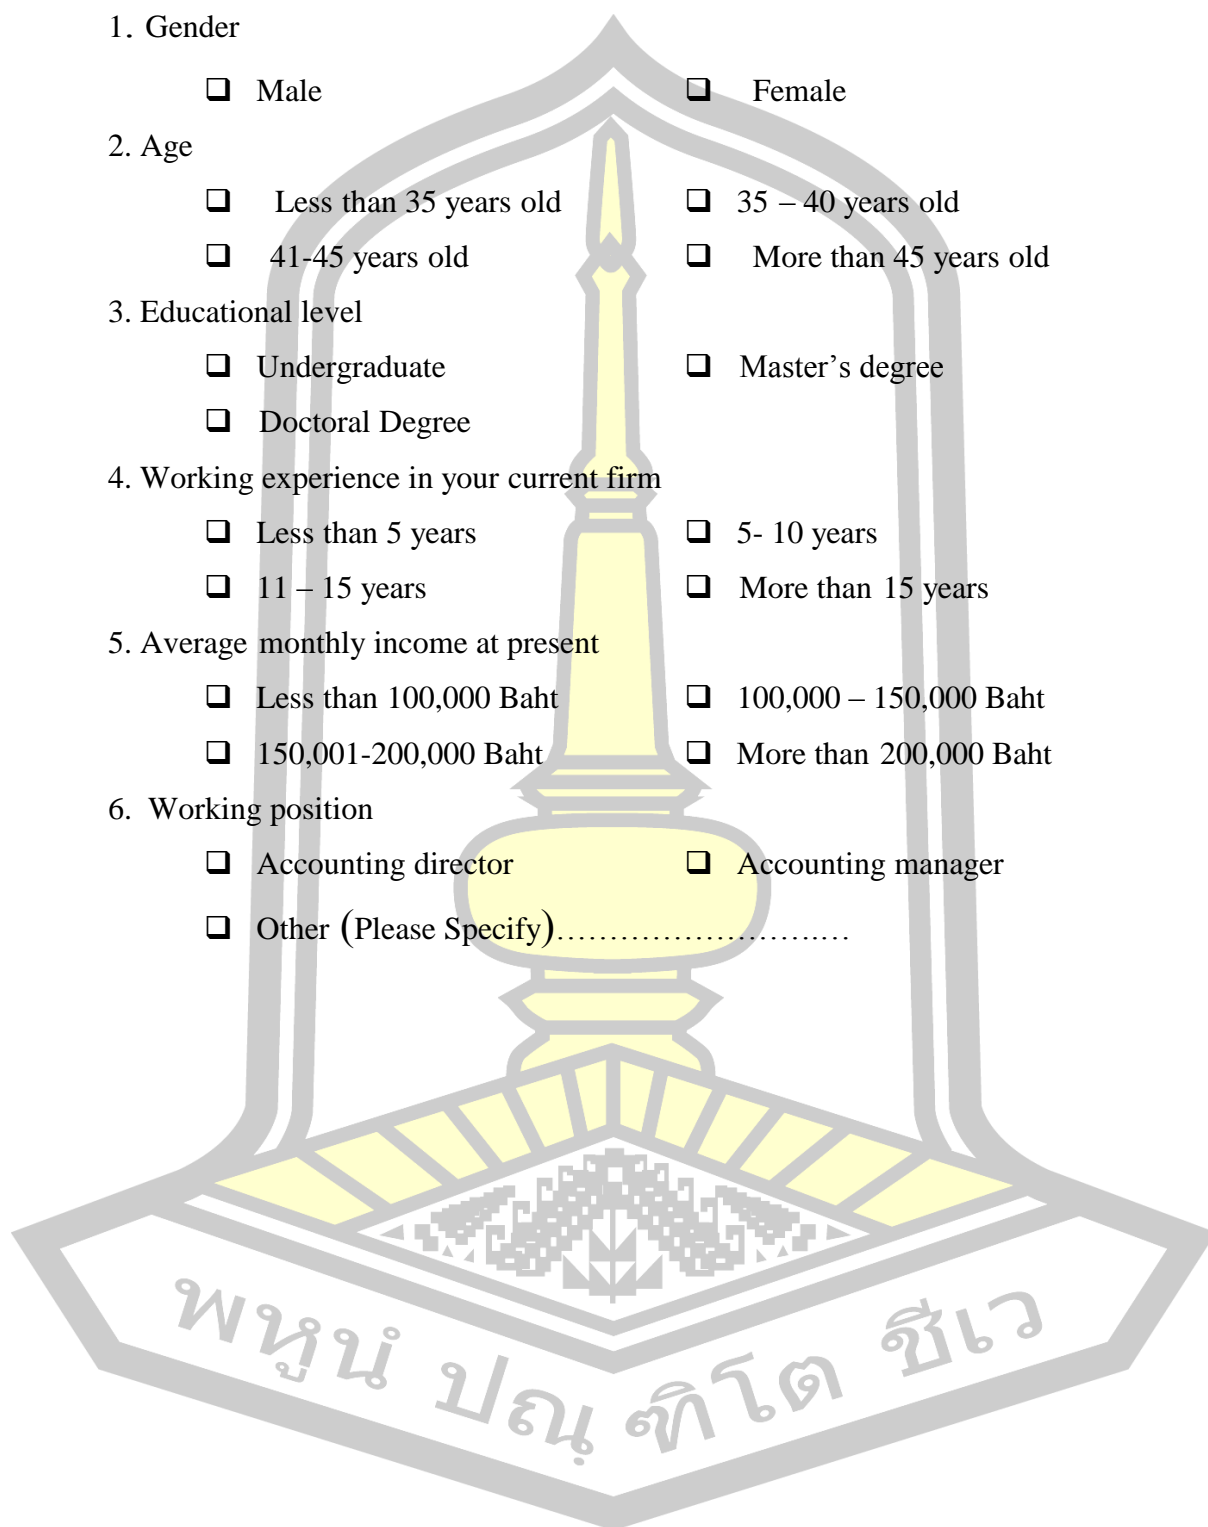 1. Gender
❑ Male ❑ Female
2. Age
❑ Less than 35 years old ❑ 35 – 40 years old
❑ 41-45 years old ❑ More than 45 years old
3. Educational level
❑ Undergraduate ❑ Master’s degree
❑ Doctoral Degree
4. Working experience in your current firm
❑ Less than 5 years ❑ 5- 10 years
❑ 11 – 15 years ❑ More than 15 years
5. Average monthly income at present
❑ Less than 100,000 Baht ❑ 100,000 – 150,000 Baht
❑ 150,001-200,000 Baht ❑ More than 200,000 Baht
6. Working position
❑ Accounting director ❑ Accounting manager
❑ Other (Please Specify)…………………………
พหูนํ ปณฺ ฑิโต ชีเว